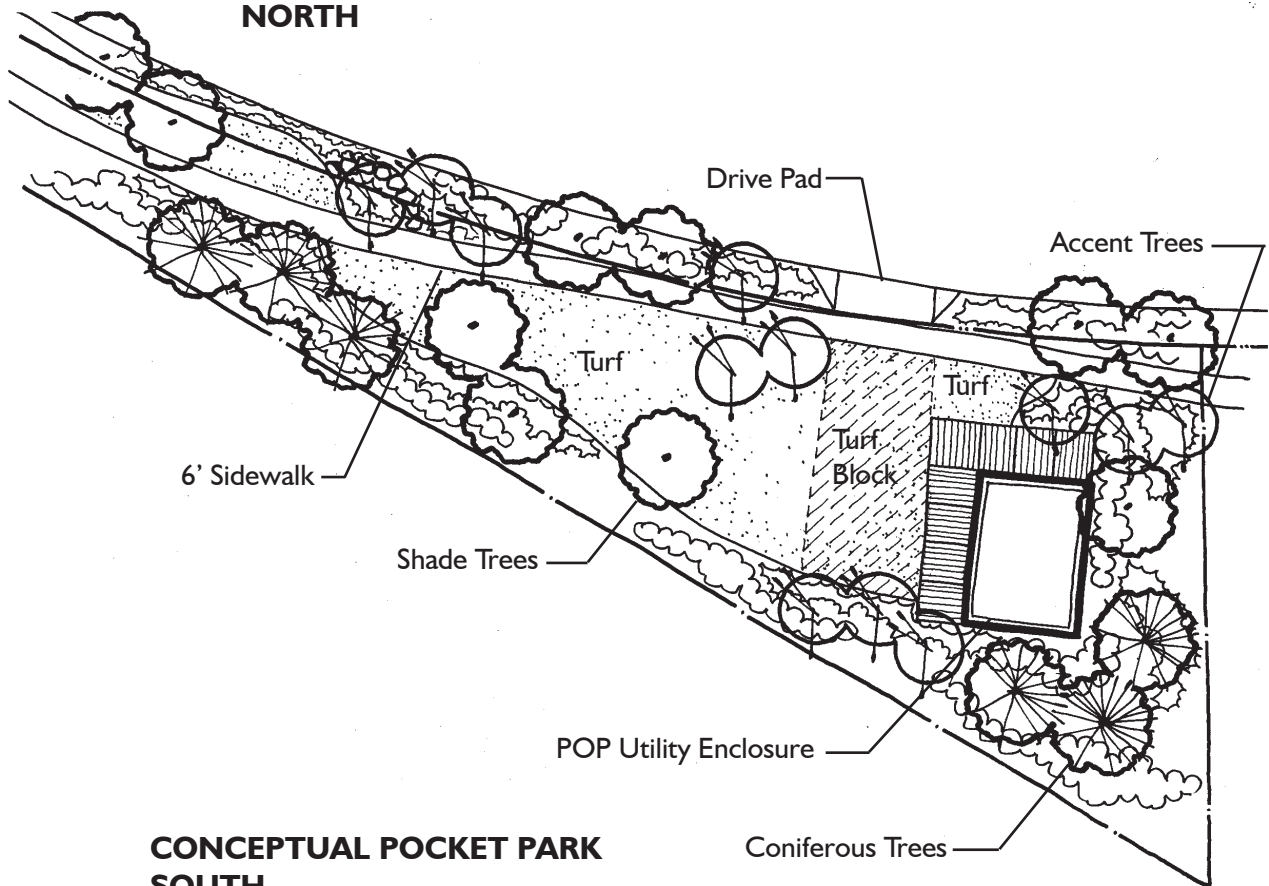 NORTH
Drive Pad
Accent Trees
Turf
Turf
Turf
Block
6’ Sidewalk
Shade Trees
POP Utility Enclosure
Coniferous Trees
CONCEPTUAL POCKET PARK
SOUTH